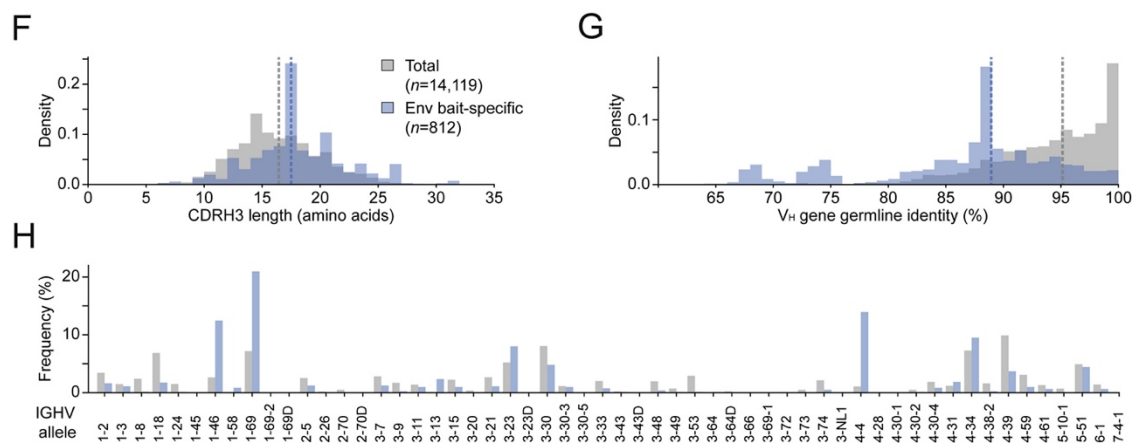 F
Density
0.2
0.1
0.0
0 5 10 15 20 25 30 35
CDRH3 length (amino acids)
Total
(n=14,119)
Env bait-specific
(n=812)
G
Density
0.0
65 70 75 80 85 90 95 100
VH gene germline identity (%)
H
Frequency (%)
20
10
0
IGHV
allele
1-2
1-3
1-8
1-18
1-24
1-45
1-46
1-58
1-69
1-69-2
1-69D
2-5
2-26
2-70
2-70D
3-7
3-9
3-11
3-13
3-15
3-20
3-21
3-23
3-23D
3-30
3-30-3
3-30-5
3-33
3-43
3-43D
3-48
3-49
3-53
3-64
3-64D
3-66
3-69-1
3-72
3-73
3-74
3-NL1
4-4
4-28
4-30-1
4-30-2
4-30-4
4-31
4-34
4-38-2
4-39
4-59
4-61
5-10-1
5-51
6-1
7-4-1